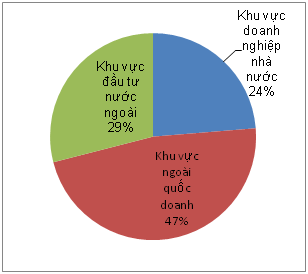 Khu vực
doanh
nghiệp
nhà
nước
24%
Khu vực
đầu tư
nước
ngoài
29%
Khu vực
ngoài
quốc
doanh
47%